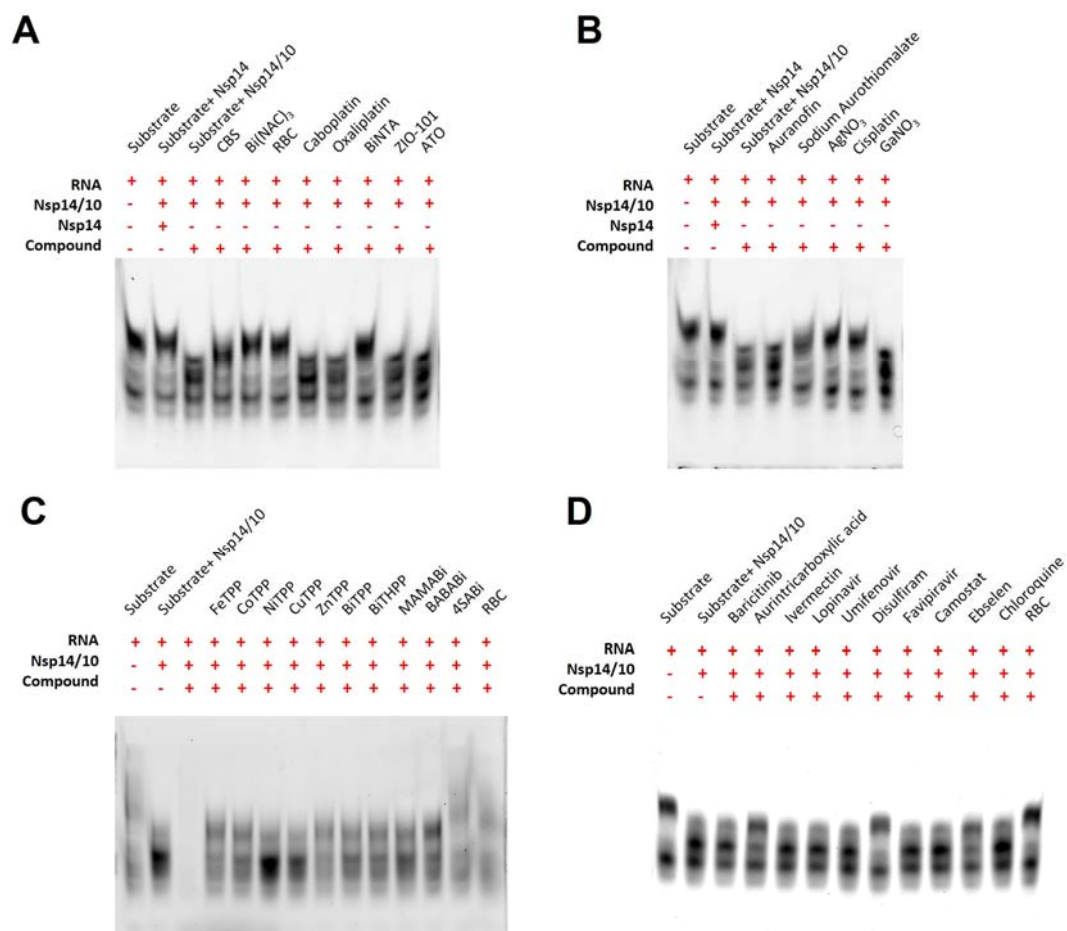 A
Substrate
Substrate+ Nsp14
Substrate+ Nsp14/10
CBS
Bi(NAC)₃
RBC
Caboplatin
Oxaliplatin
BiNTA
ZIO-101
ATO
RNA + + + + + + + + + + +
Nsp14/10 - + + + + + + + + + +
Nsp14 - + - - - - - - - - -
Compound - - + + + + + + + + +
B
Substrate
Substrate+ Nsp14
Substrate+ Nsp14/10
Auranofin
Sodium Aurothiomalate
AgNO₃
Cisplatin
GaNO₃
RNA + + + + + + + +
Nsp14/10 - + + + + + + +
Nsp14 - + - - - - - -
Compound - - + + + + + +
C
Substrate
Substrate+ Nsp14/10
FeTPP
CoTPP
NiTPP
CuTPP
ZnTPP
BiTPP
BiTHPP
MAMABi
BABABi
4SABi
RBC
RNA + + + + + + + + + + + + + +
Nsp14/10 - + + + + + + + + + + + + +
Compound - - + + + + + + + + + + + +
D
Substrate
Substrate+ Nsp14/10
Baricitinib
Aurintricarboxylic acid
Ivermectin
Lopinavir
Umifenovir
Disulfiram
Favipiravir
Camostat
Ebselen
Chloroquine
RBC
RNA + + + + + + + + + + + + +
Nsp14/10 - + + + + + + + + + + + +
Compound - - + + + + + + + + + + +